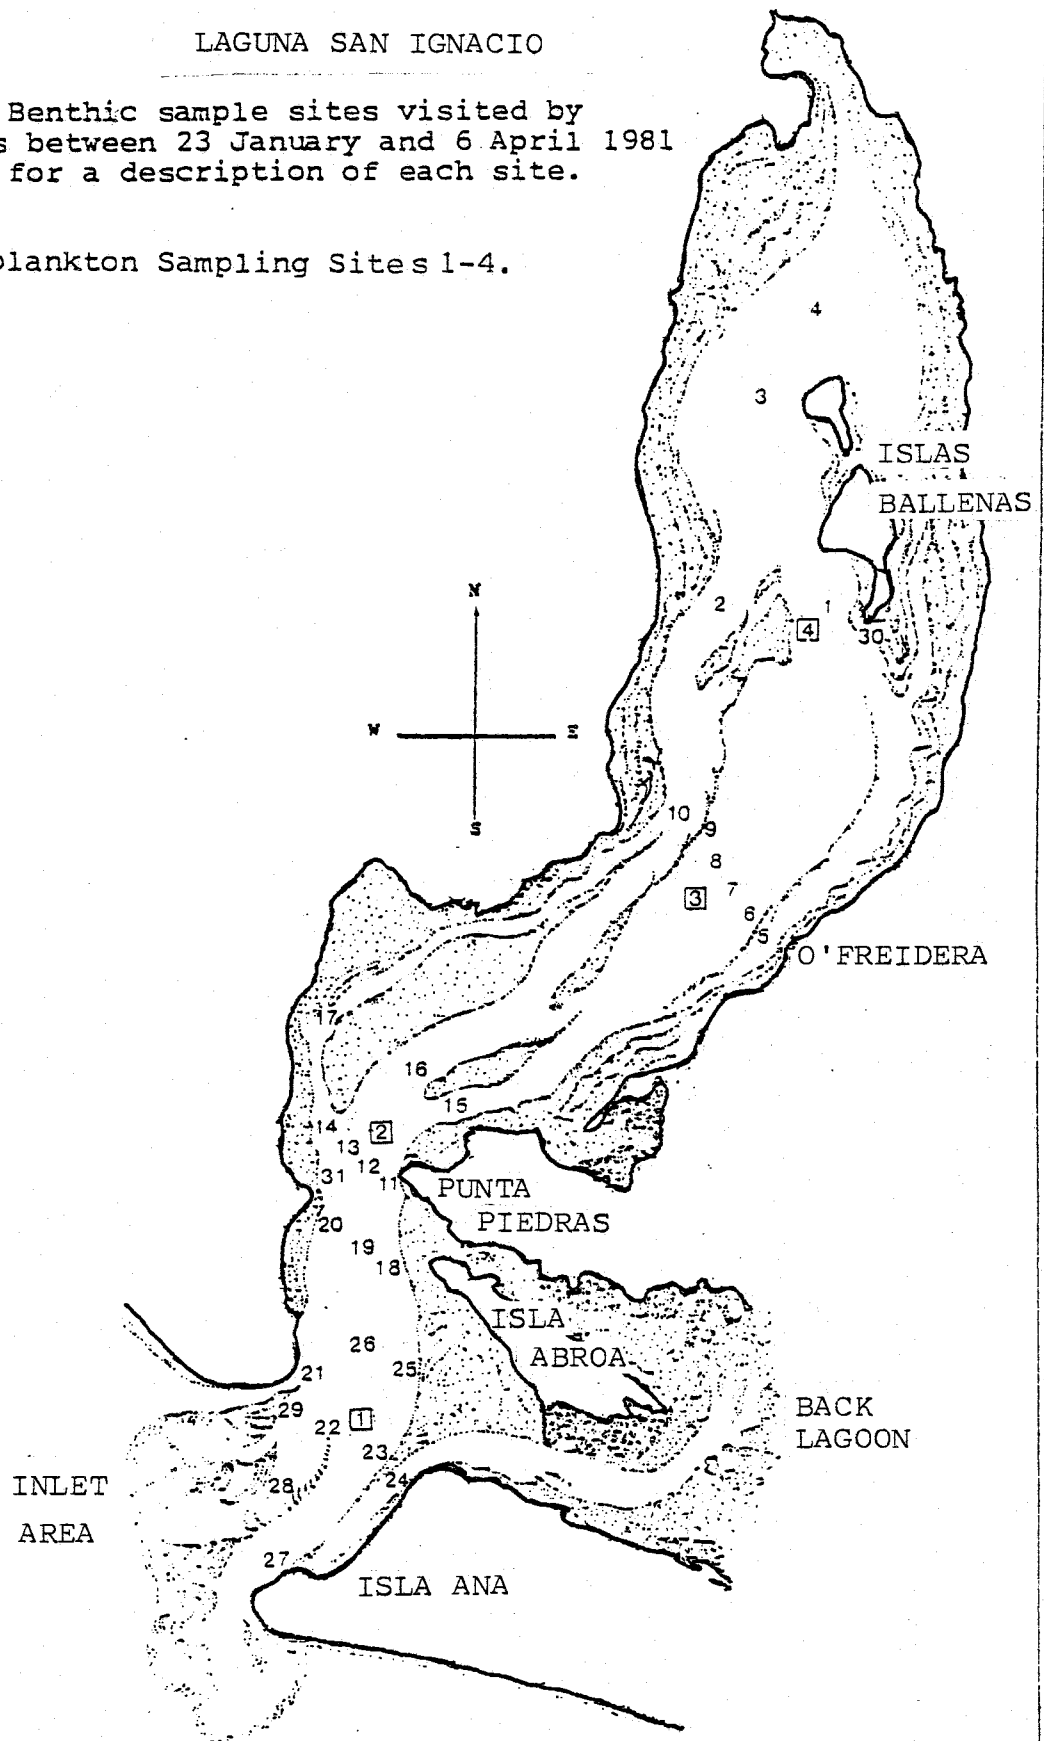 LAGUNA SAN IGNACIO
Benthic sample sites visited by
s between 23 January and 6 April 1981
for a description of each site.
plankton Sampling Sites 1-4.
4
3
ISLAS
BALLENAS
N
2
1
4
30
W
E
S
10
9
8
7
3
6
5
O'FREIDERA
17
16
15
14
2
13
12
31
11
PUNTA
PIEDRAS
20
19
18
ISLA
ABROA
26
25
21
29
22
1
BACK
LAGOON
23
24
28
INLET
AREA
27
ISLA ANA